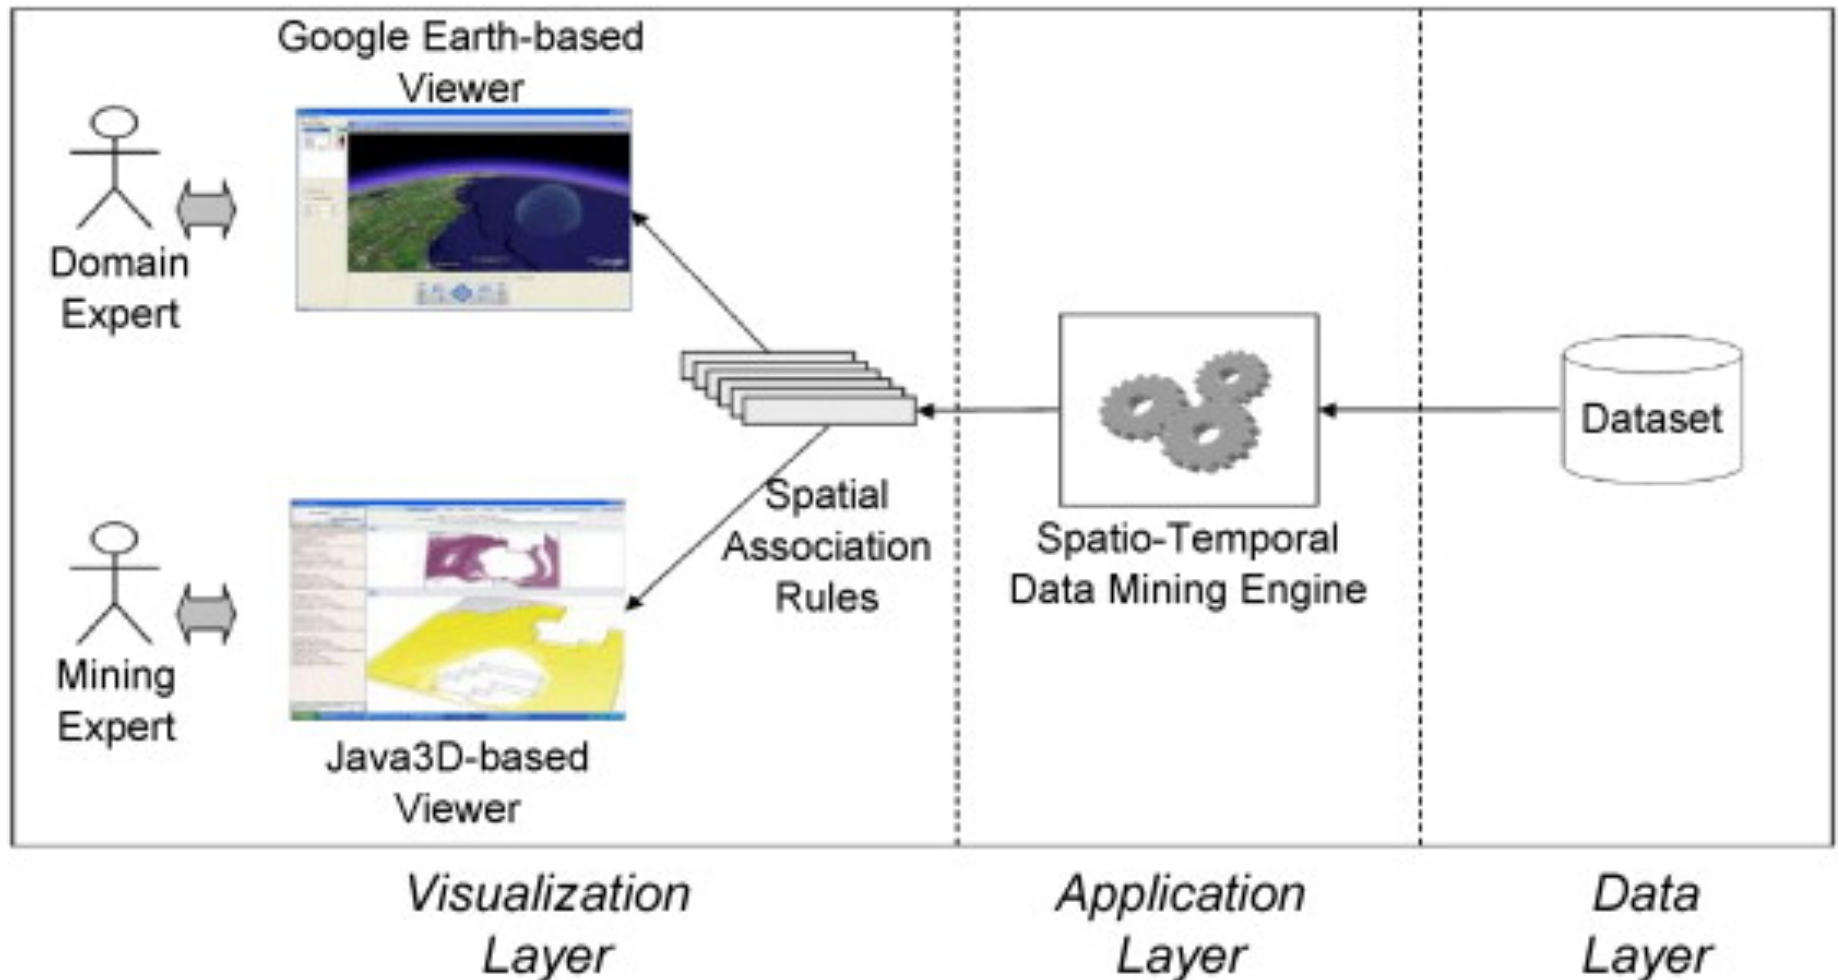 Google Earth-based
Viewer
Domain
Expert
Mining
Expert
Java3D-based
Viewer
Spatial
Association
Rules
Spatio-Temporal
Data Mining Engine
Dataset
Visualization
Layer
Application
Layer
Data
Layer